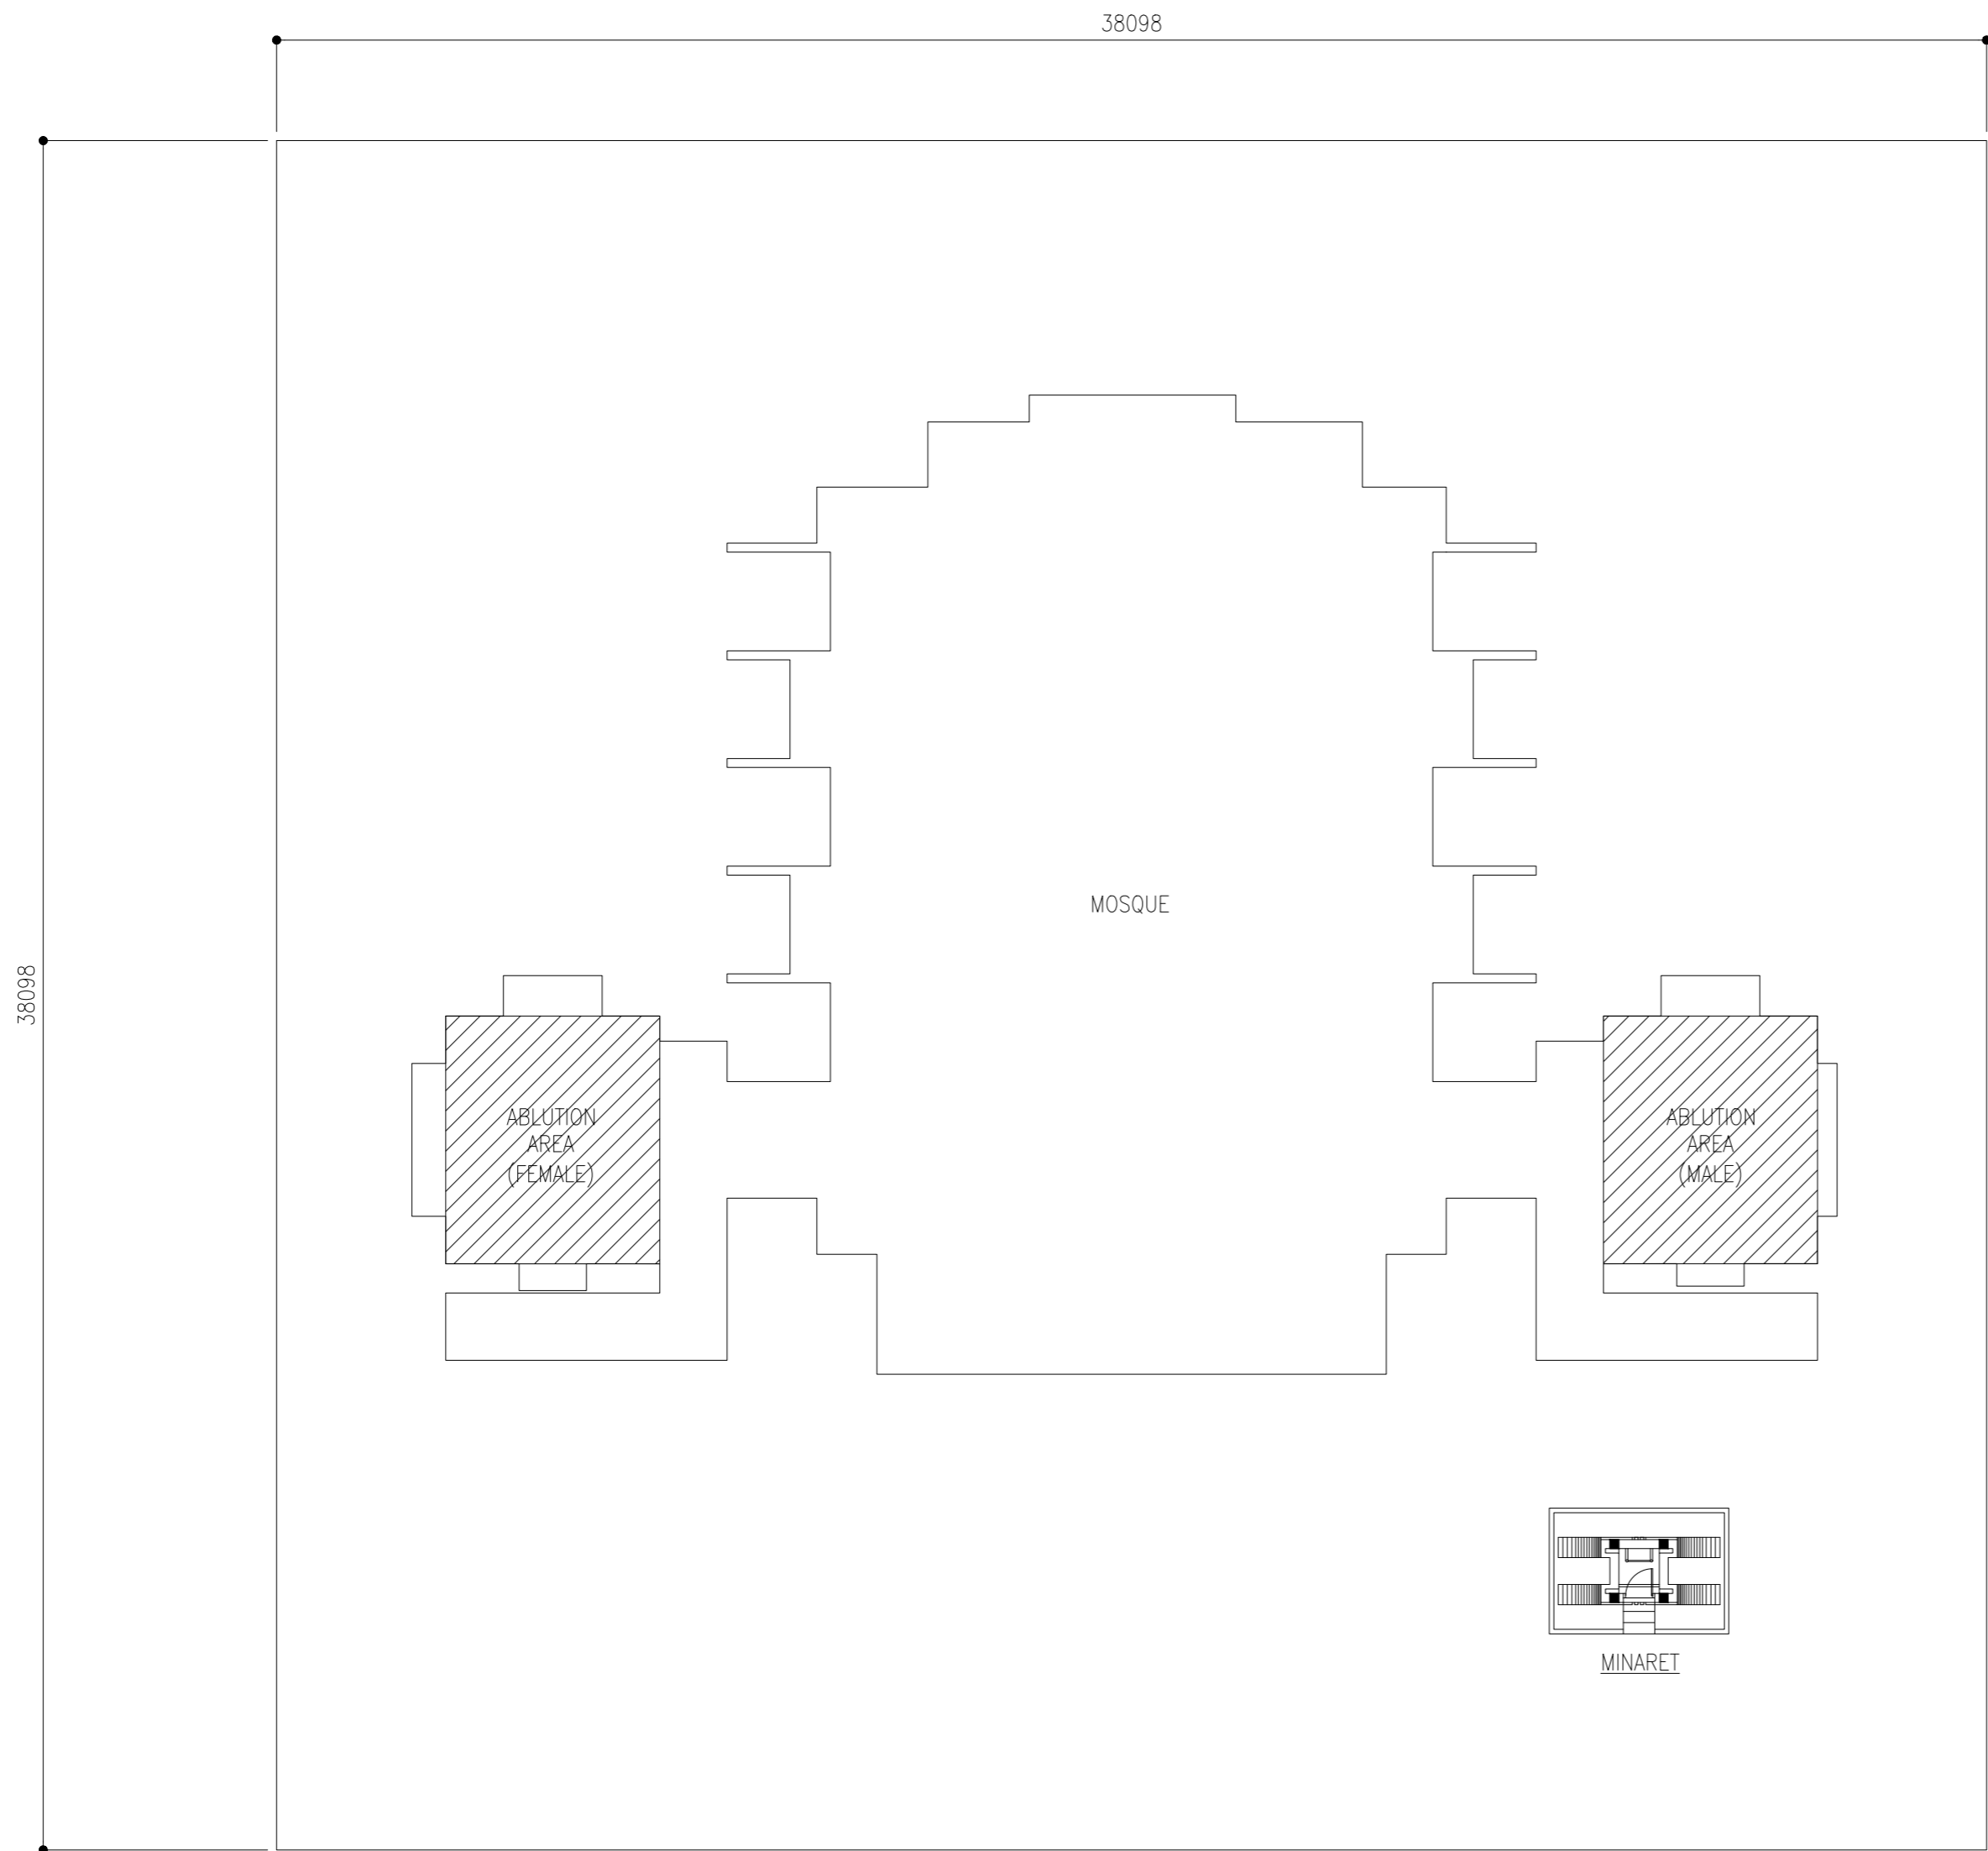 38098
38098
MOSQUE
ABLUTION
AREA
(FEMALE)
ABLUTION
AREA
(MALE)
MINARET